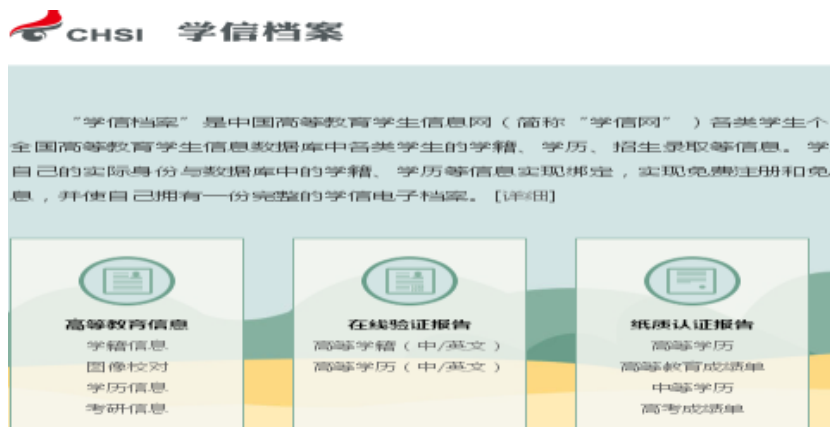 CHSI 学信档案
“学信档案”是中国高等教育学生信息网（简称“学信网”）各类学生个
全国高等教育学生信息数据库中各类学生的学籍、学历、招生录取等信息。学
自己的实际身份与数据库中的学籍、学历等信息实现绑定，实现免费注册和免
息，并使自己拥有一份完整的学信电子档案。[详细]
高等教育信息
学籍信息
图像校对
学历信息
考研信息
在线验证报告
高等学籍（中/英文）
高等学历（中/英文）
纸质认证报告
高等学历
高等教育成绩单
中等学历
高考成绩单